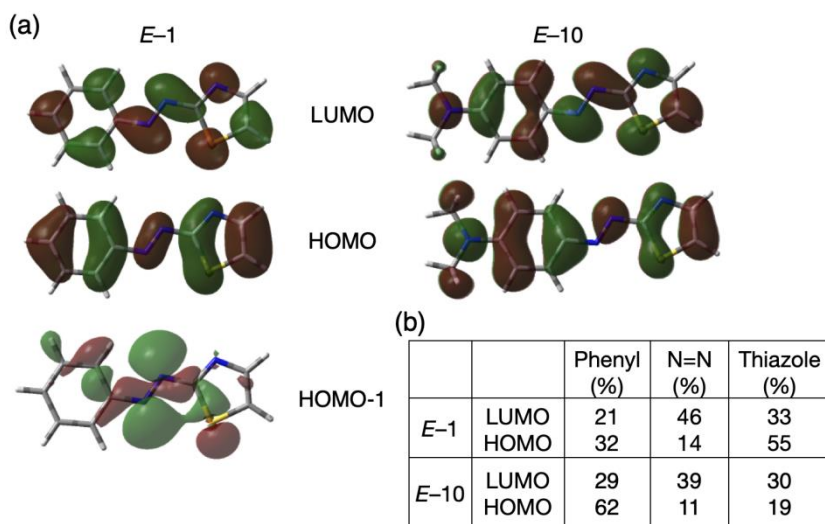 (a)
E–1
E–10
LUMO
HOMO
HOMO-1
(b)
Phenyl (%) N=N (%) Thiazole (%)
E–1 LUMO 21 46 33
HOMO 32 14 55
E–10 LUMO 29 39 30
HOMO 62 11 19